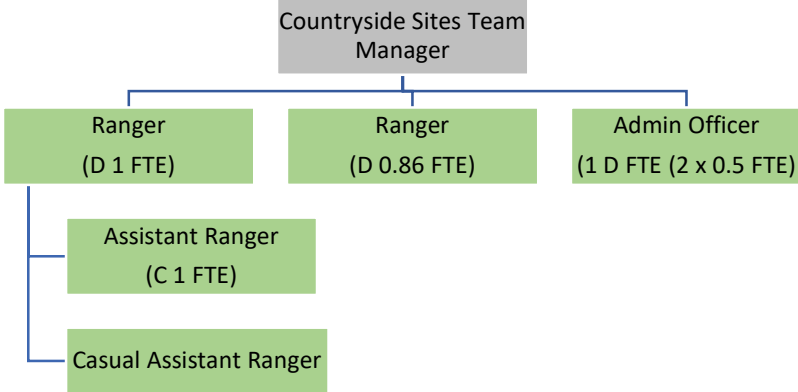 Countryside Sites Team
Manager
Ranger
(D 1 FTE)
Ranger
(D 0.86 FTE)
Admin Officer
(1 D FTE (2 x 0.5 FTE)
Assistant Ranger
(C 1 FTE)
Casual Assistant Ranger